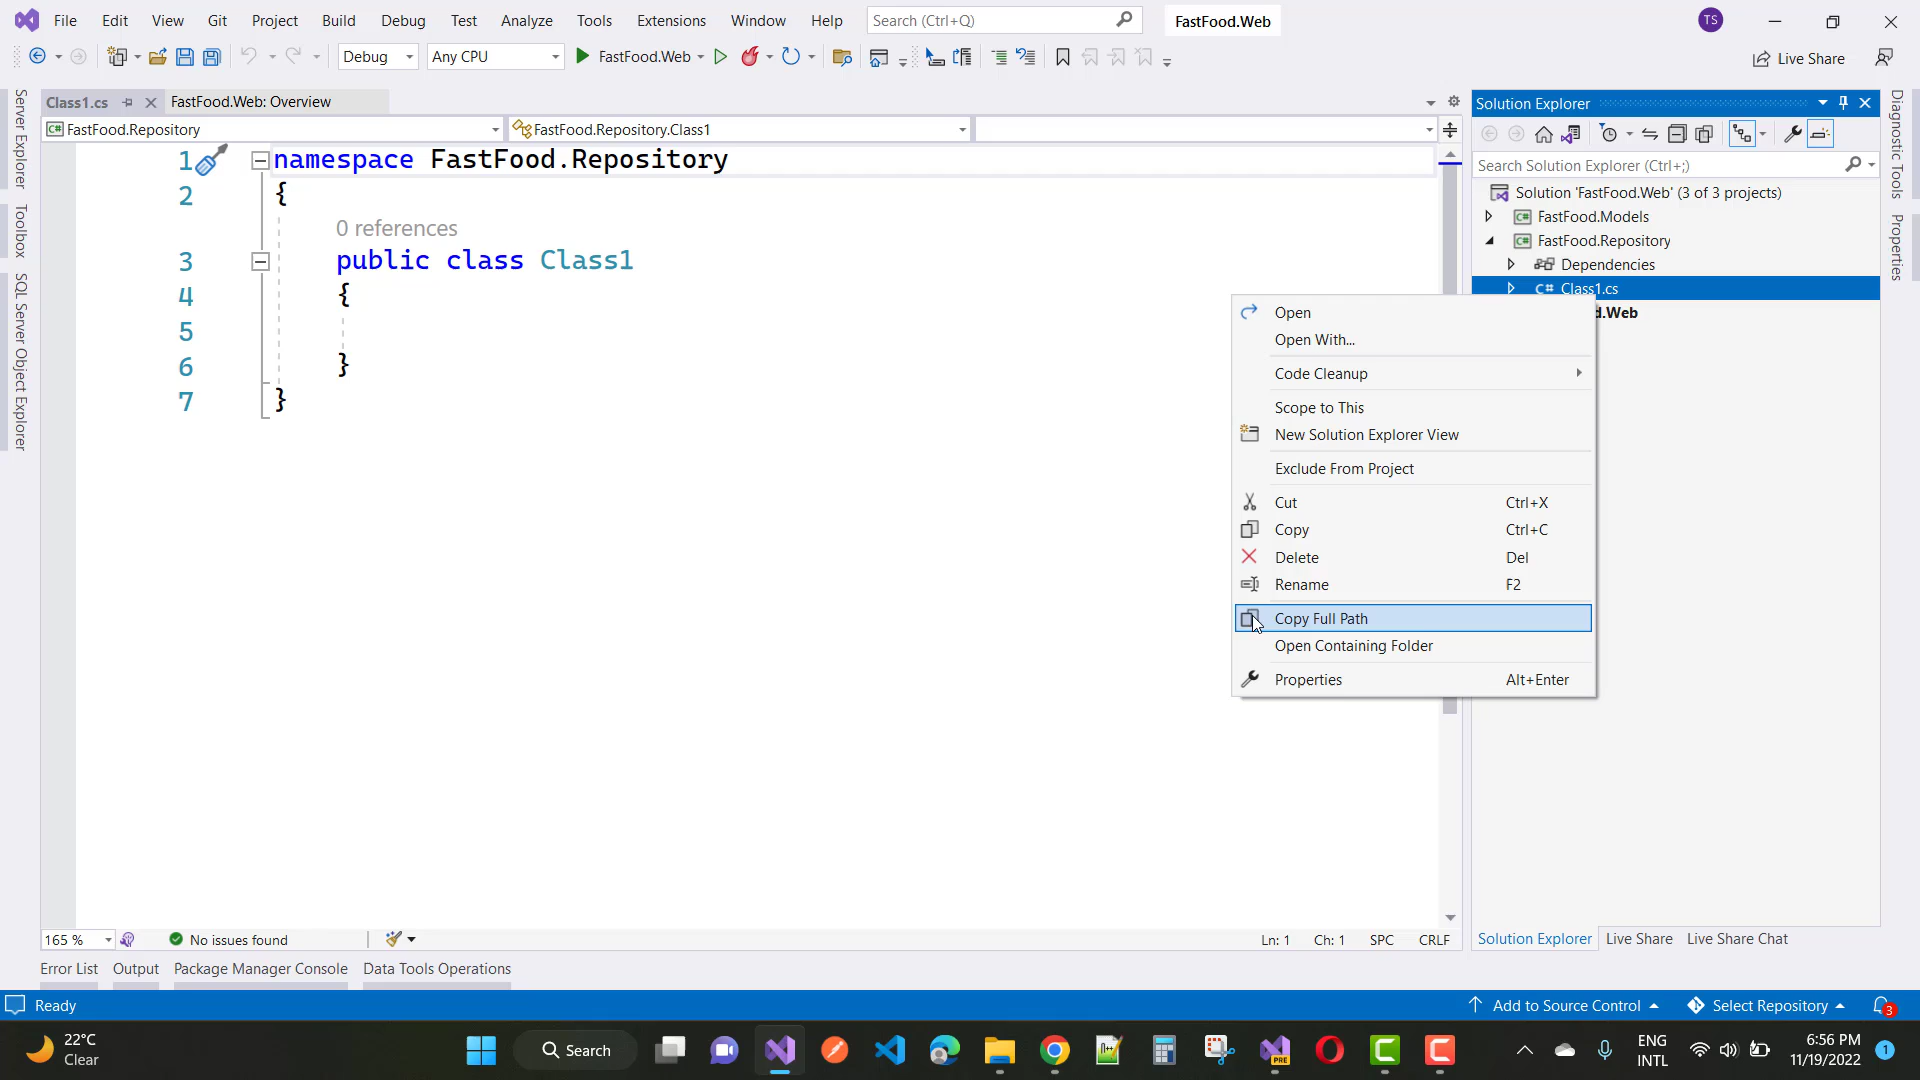 File Edit View Git Project Build Debug Test Analyze Tools Extensions Window Help Search (Ctrl+Q) FastFood.Web TS
Debug Any CPU FastFood.Web Live Share
Class1.cs FastFood.Web: Overview
FastFood.Repository FastFood.Repository.Class1
1 namespace FastFood.Repository
2 {
0 references
3 public class Class1
4 {
5
6 }
7 }
Server Explorer
Toolbox
SQL Server Object Explorer
Solution Explorer
Search Solution Explorer (Ctrl+;)
Solution 'FastFood.Web' (3 of 3 projects)
C# FastFood.Models
C# FastFood.Repository
Dependencies
C# Class1.cs
d.Web
Open
Open With...
Code Cleanup
Scope to This
New Solution Explorer View
Exclude From Project
Cut Ctrl+X
Copy Ctrl+C
Delete Del
Rename F2
Copy Full Path
Open Containing Folder
Properties Alt+Enter
Diagnostic Tools
Properties
165 % No issues found Ln: 1 Ch: 1 SPC CRLF
Solution Explorer Live Share Live Share Chat
Error List Output Package Manager Console Data Tools Operations
Ready Add to Source Control Select Repository 3
22°C
Clear
Search
PRE
ENG
INTL
6:56 PM
11/19/2022
1